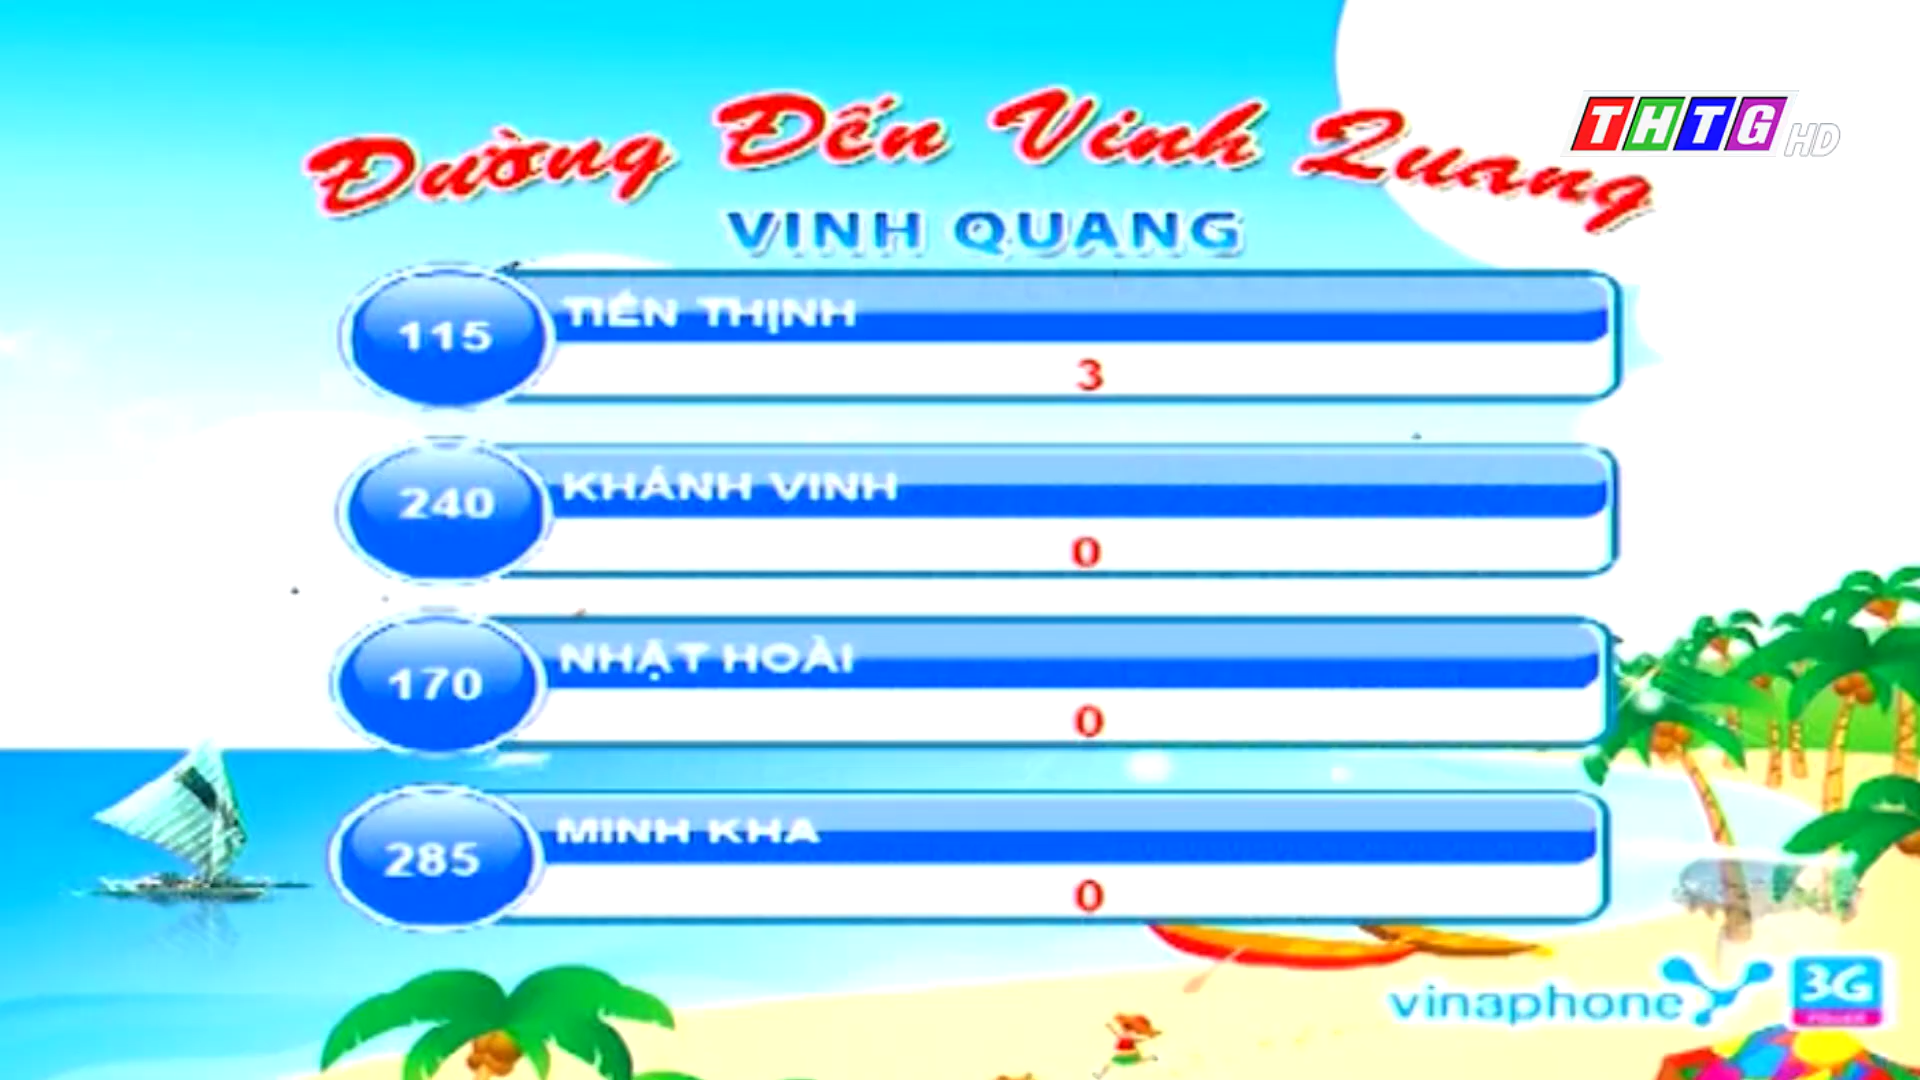 THTG HD
Đường Đến Vinh Quang
VINH QUANG
115
TIẾN THỊNH
3
240
KHÁNH VINH
0
170
NHẬT HOÀI
0
285
MINH KHA
0
vinaphone 3G